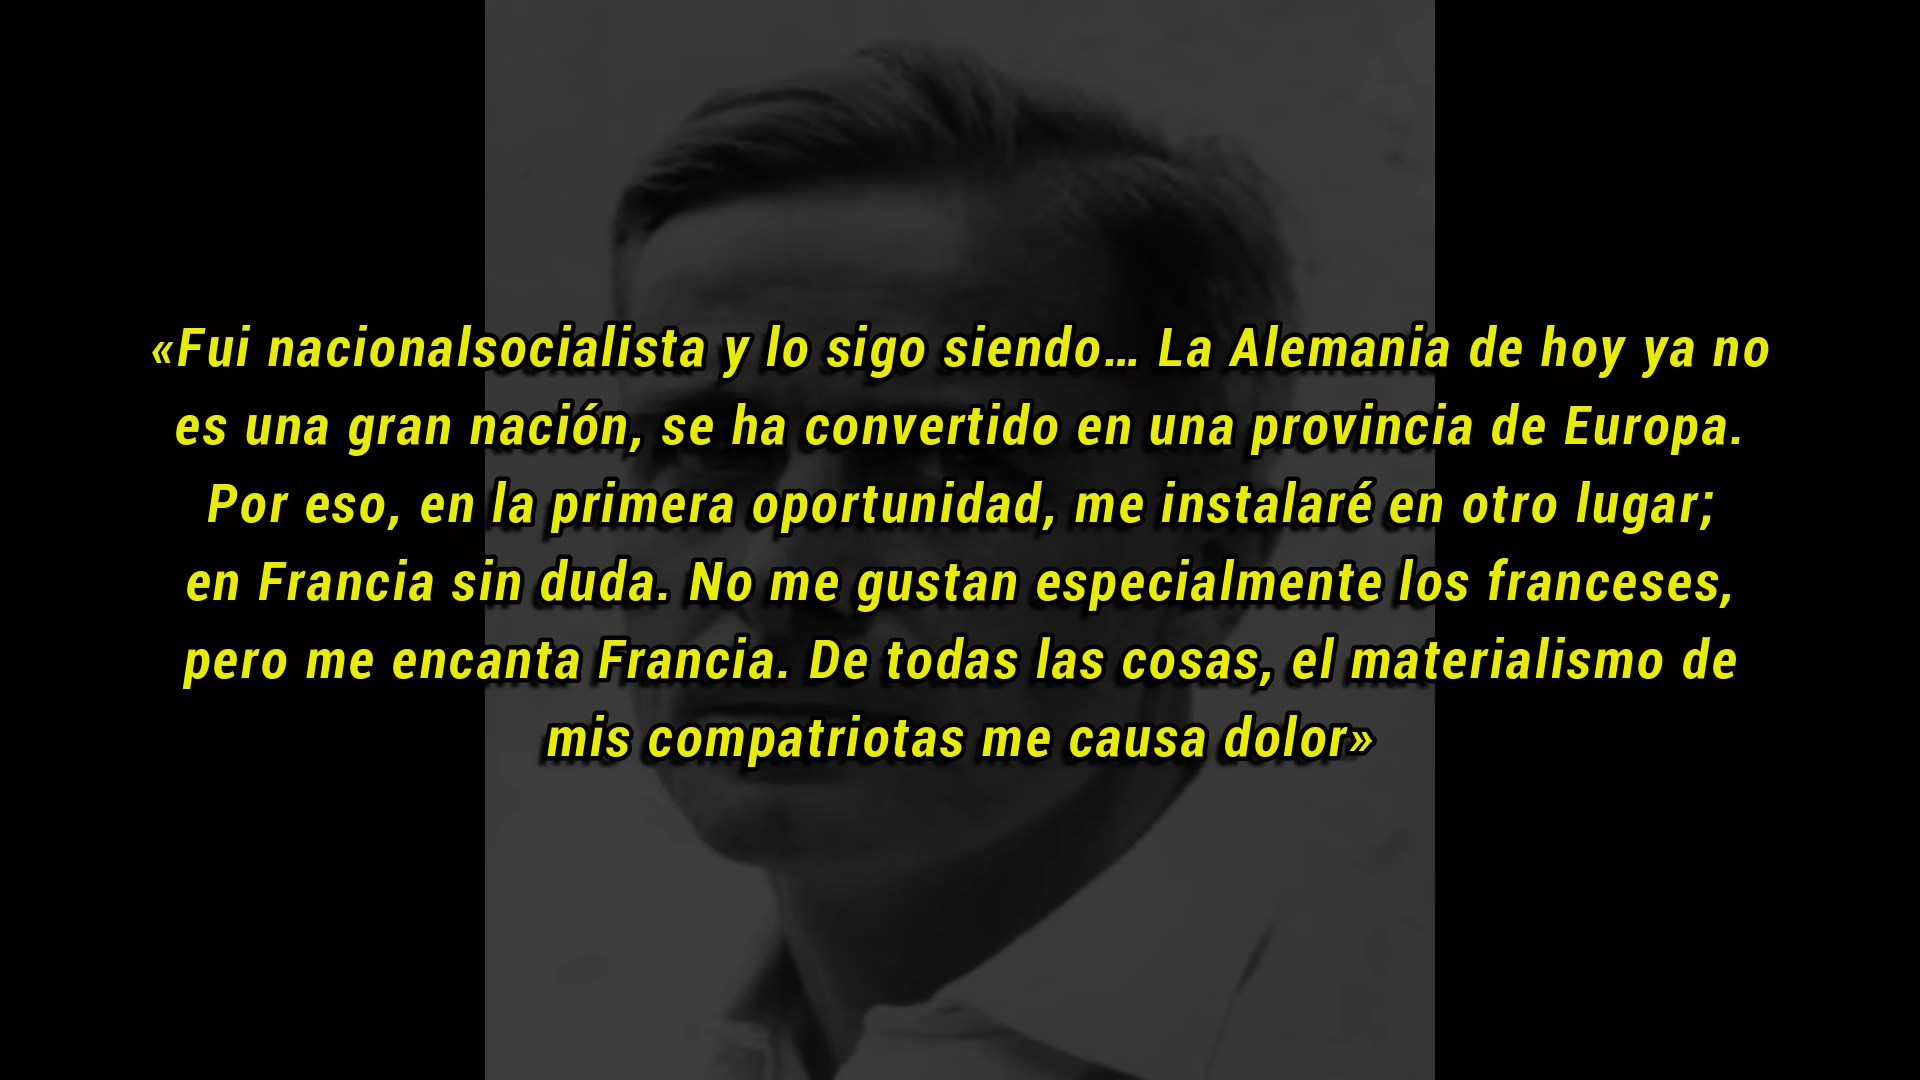 «Fui nacionalsocialista y lo sigo siendo… La Alemania de hoy ya no
es una gran nación, se ha convertido en una provincia de Europa.
Por eso, en la primera oportunidad, me instalaré en otro lugar;
en Francia sin duda. No me gustan especialmente los franceses,
pero me encanta Francia. De todas las cosas, el materialismo de
mis compatriotas me causa dolor»